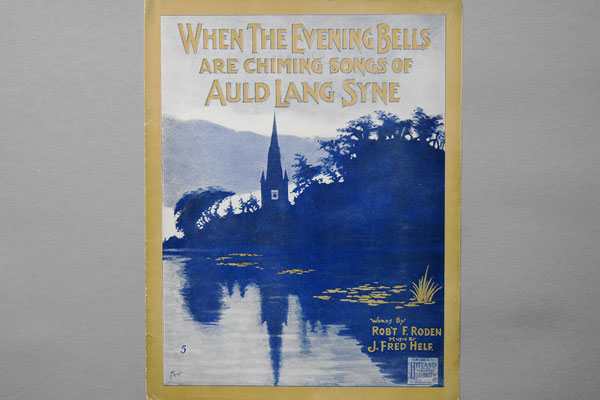 WHEN THE EVENING BELLS
ARE CHIMING SONGS OF
AULD LANG SYNE
WORDS BY
ROB'T F. RODEN
MUSIC BY
J. FRED HELF
5